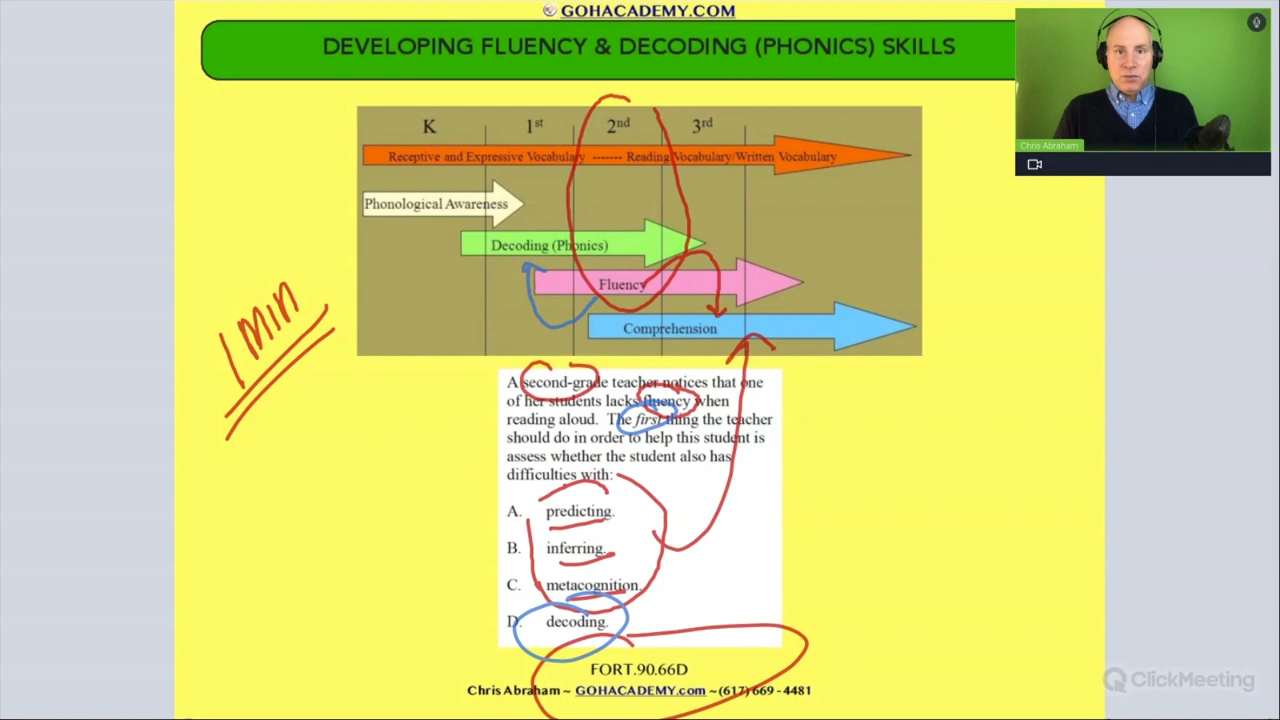 GOHACADEMY.COM
DEVELOPING FLUENCY & DECODING (PHONICS) SKILLS
Chris Abraham
K 1st 2nd 3rd
Receptive and Expressive Vocabulary ------- Reading Vocabulary/Written Vocabulary
Phonological Awareness
Decoding (Phonics)
Fluency
Comprehension
1 MIN
A second-grade teacher notices that one
of her students lacks fluency when
reading aloud. The first thing the teacher
should do in order to help this student is
assess whether the student also has
difficulties with:
A. predicting.
B. inferring.
C. metacognition.
D. decoding.
FORT.90.66D
Chris Abraham ~ GOHACADEMY.com ~(617) 669 - 4481
ClickMeeting